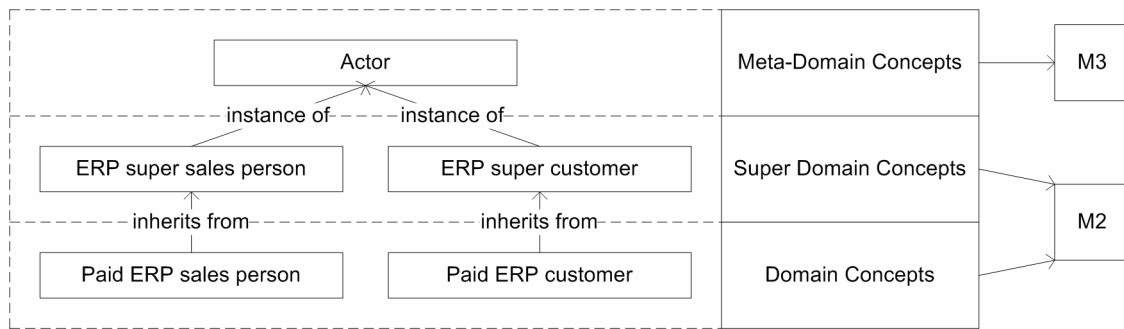 Actor
Meta-Domain Concepts
M3
instance of
instance of
ERP super sales person
ERP super customer
Super Domain Concepts
M2
inherits from
inherits from
Paid ERP sales person
Paid ERP customer
Domain Concepts